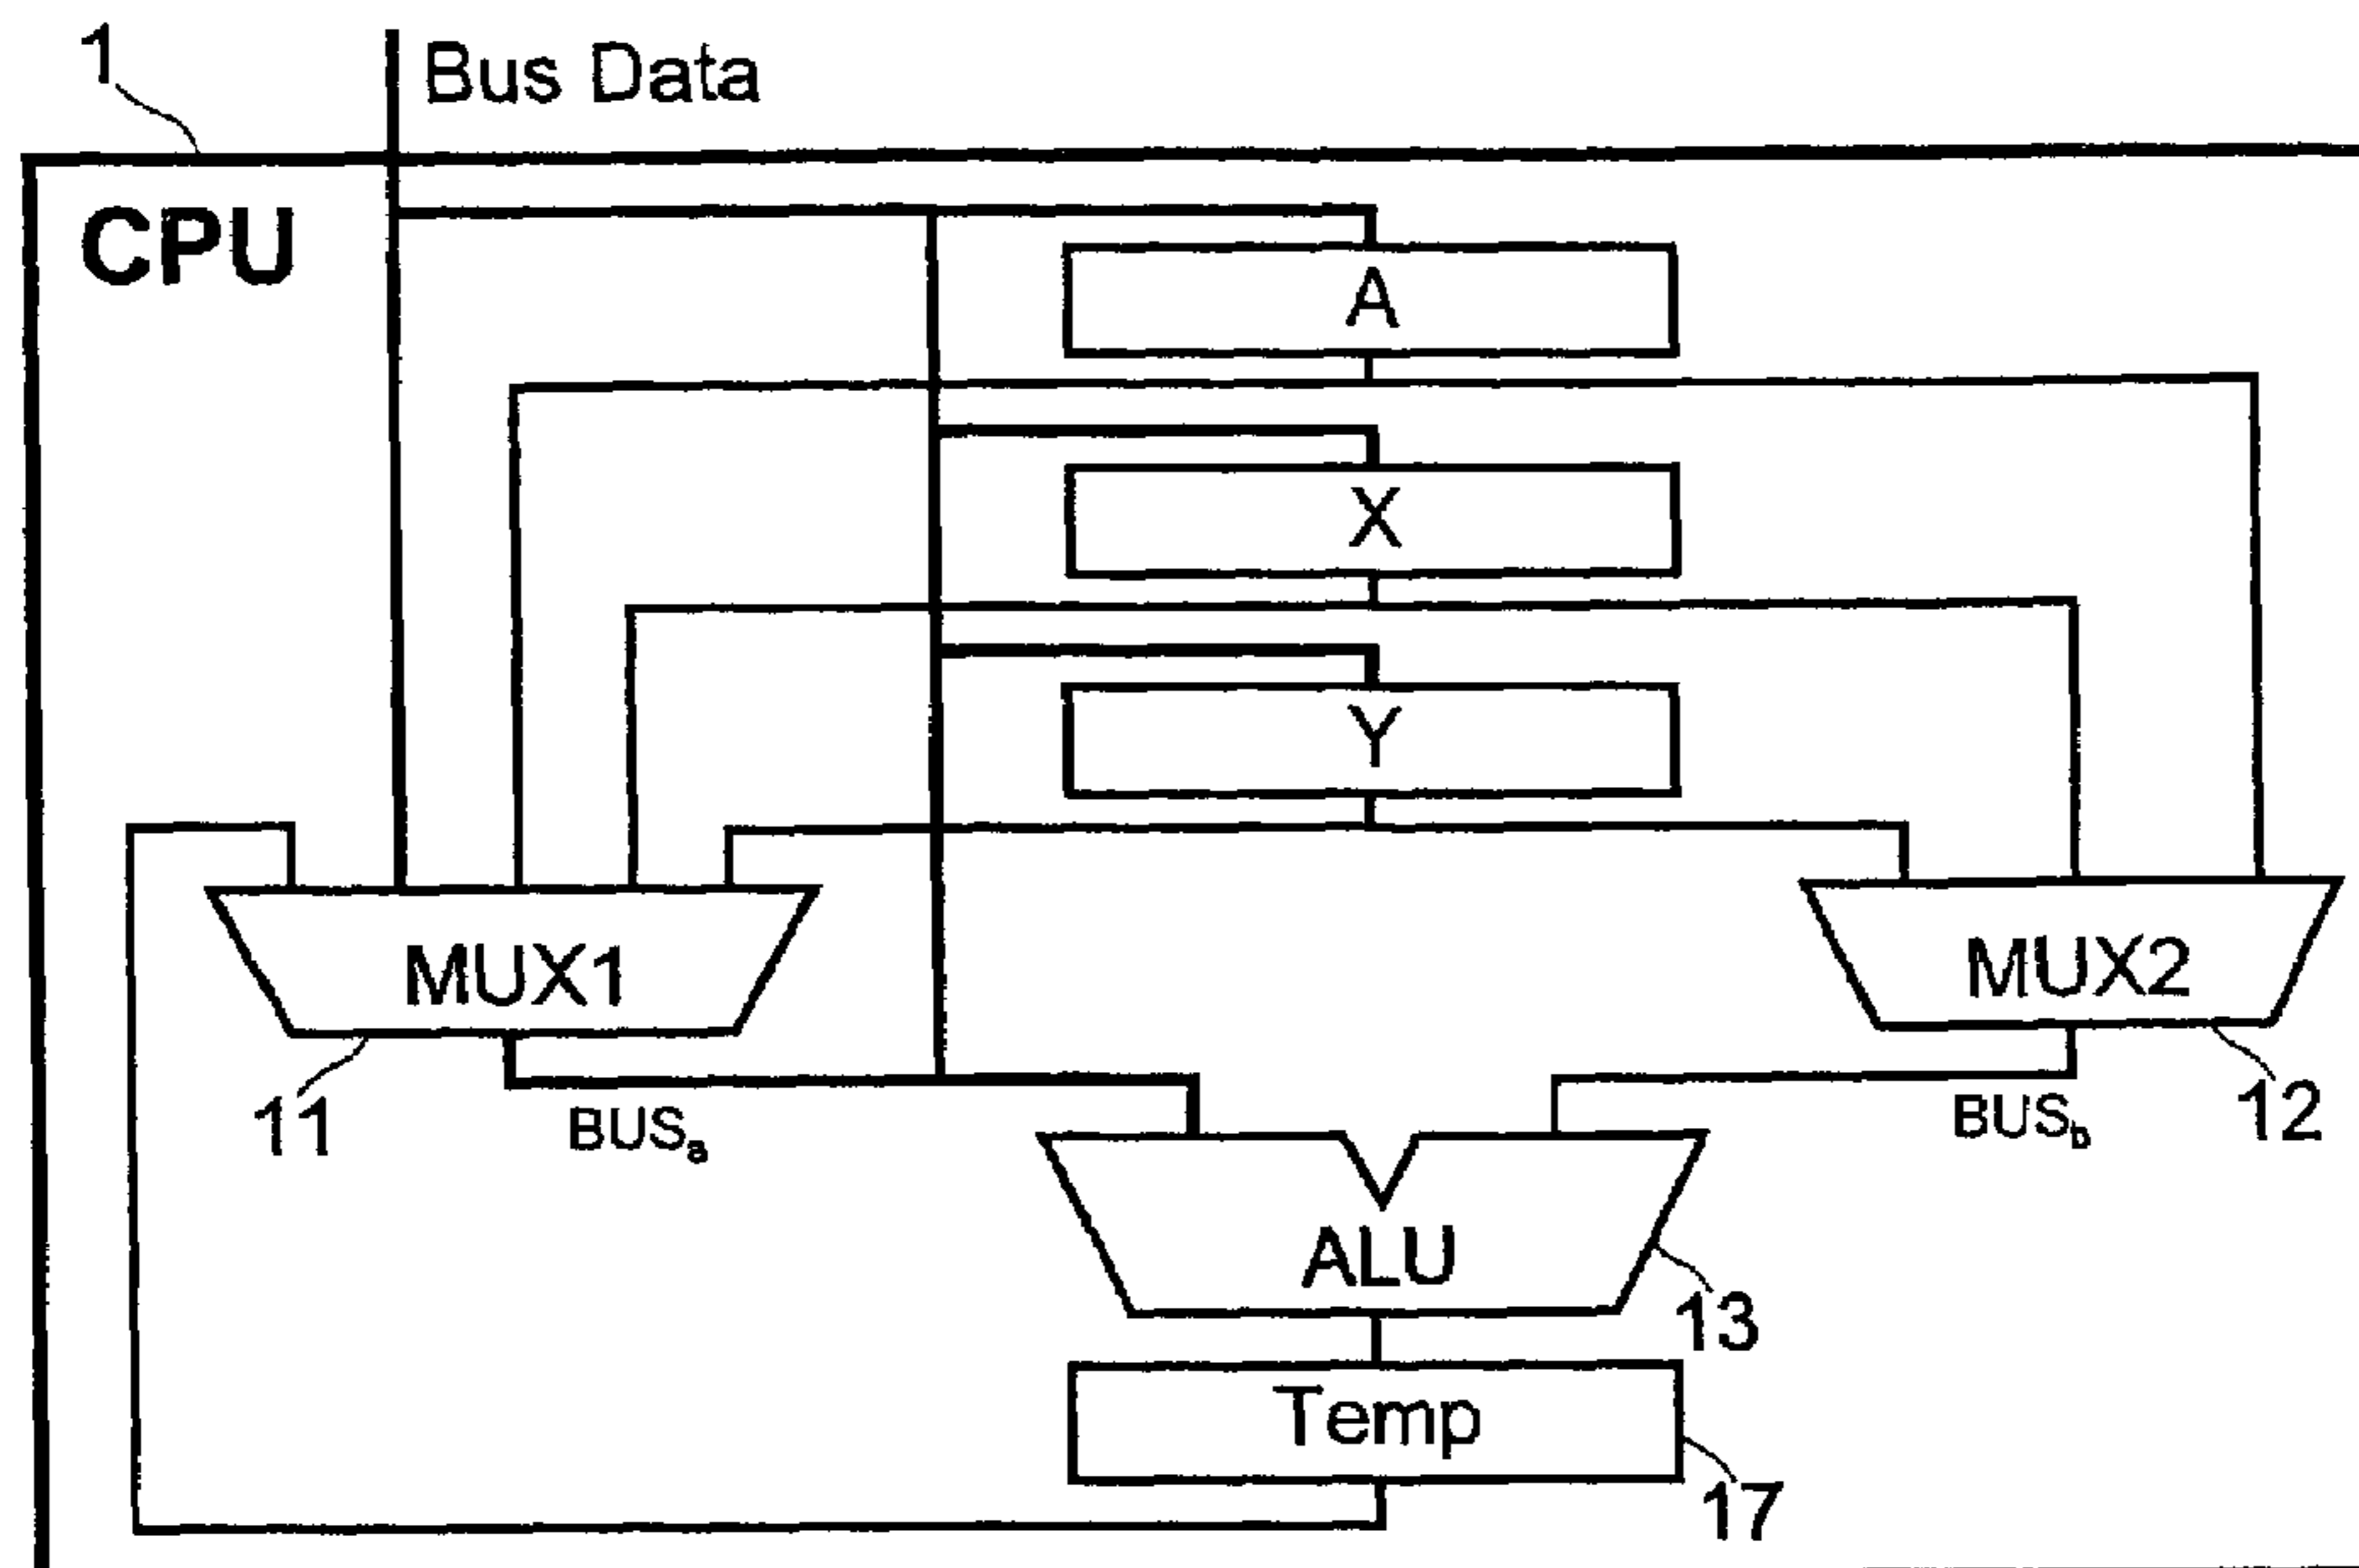 1
Bus Data
CPU
A
X
Y
MUX1
MUX2
11
BUSa
BUSb
12
ALU
13
Temp
17